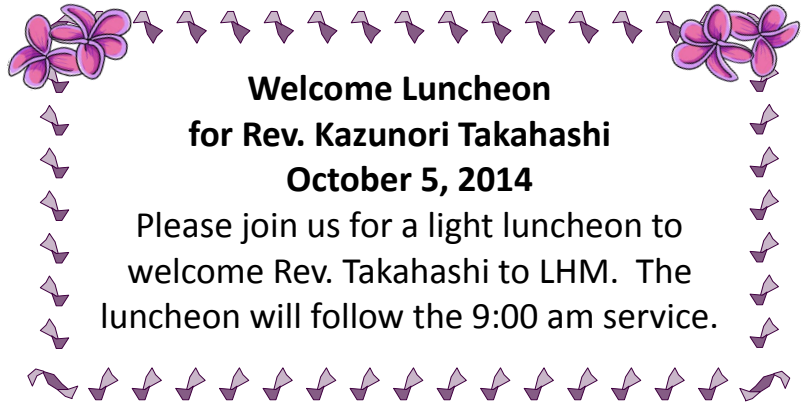 Welcome Luncheon
for Rev. Kazunori Takahashi
October 5, 2014
Please join us for a light luncheon to
welcome Rev. Takahashi to LHM.  The
luncheon will follow the 9:00 am service.